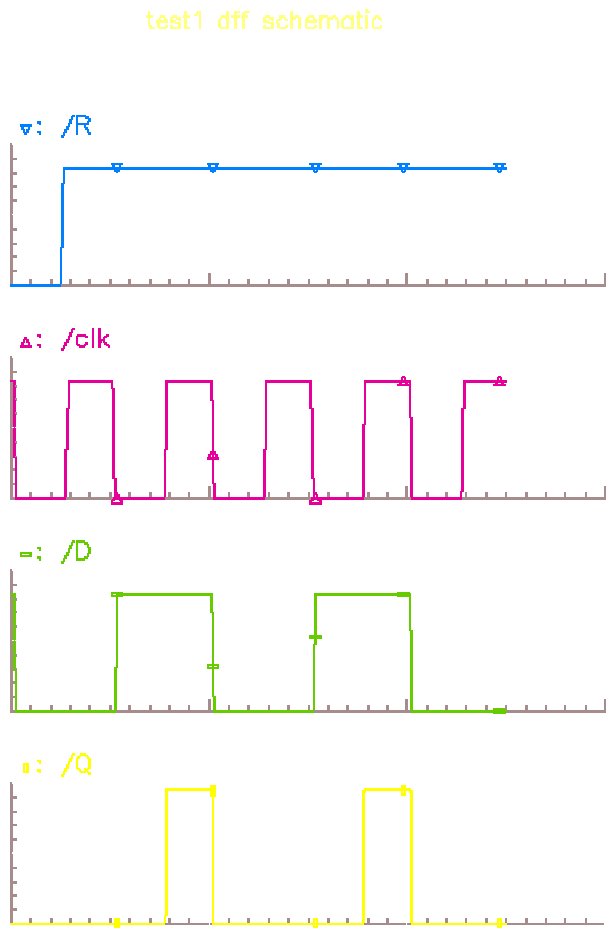 test1 dff schematic
▽: /R
△: /clk
▭: /D
▮: /Q